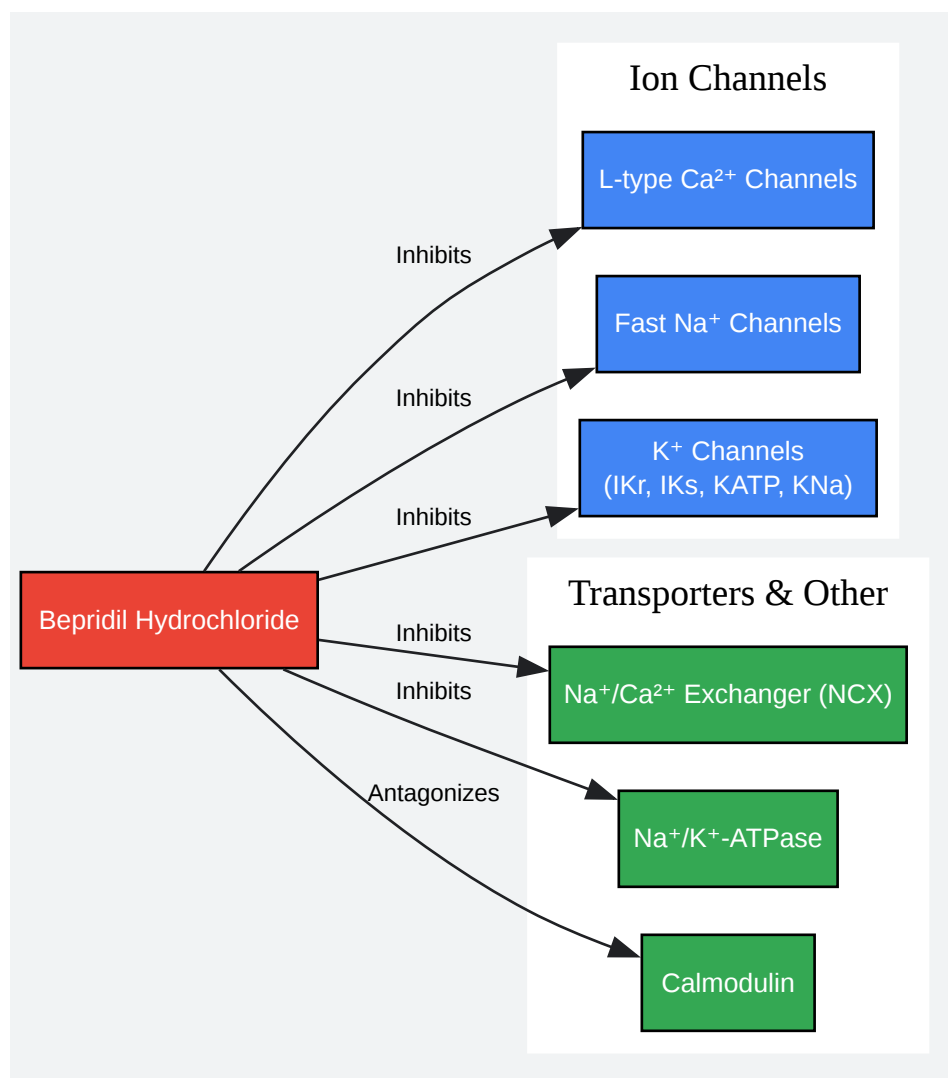 Ion Channels
L-type Ca²⁺ Channels
Inhibits
Fast Na⁺ Channels
Inhibits
K⁺ Channels
(IKr, IKs, KATP, KNa)
Inhibits
Bepridil Hydrochloride
Transporters & Other
Inhibits
Na⁺/Ca²⁺ Exchanger (NCX)
Inhibits
Antagonizes
Na⁺/K⁺-ATPase
Calmodulin